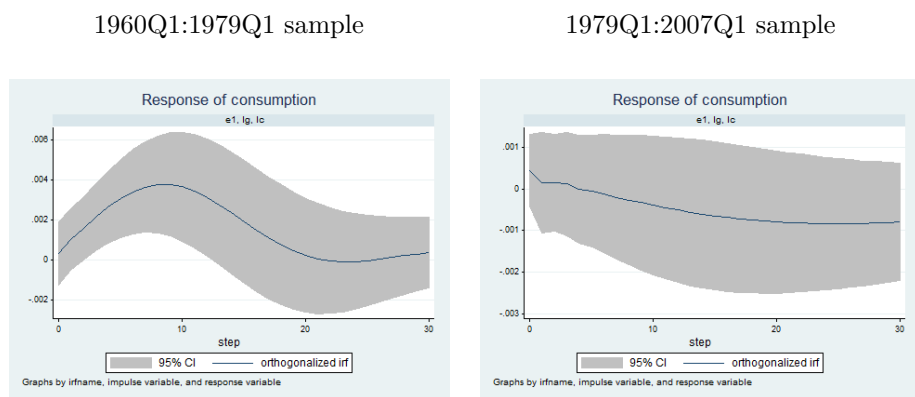 1960Q1:1979Q1 sample
1979Q1:2007Q1 sample
Response of consumption
e1, lg, lc
.006
.004
.002
0
-.002
0
10
20
30
step
95% CI
orthogonalized irf
Graphs by irfname, impulse variable, and response variable
Response of consumption
e1, lg, lc
.001
0
-.001
-.002
-.003
0
10
20
30
step
95% CI
orthogonalized irf
Graphs by irfname, impulse variable, and response variable